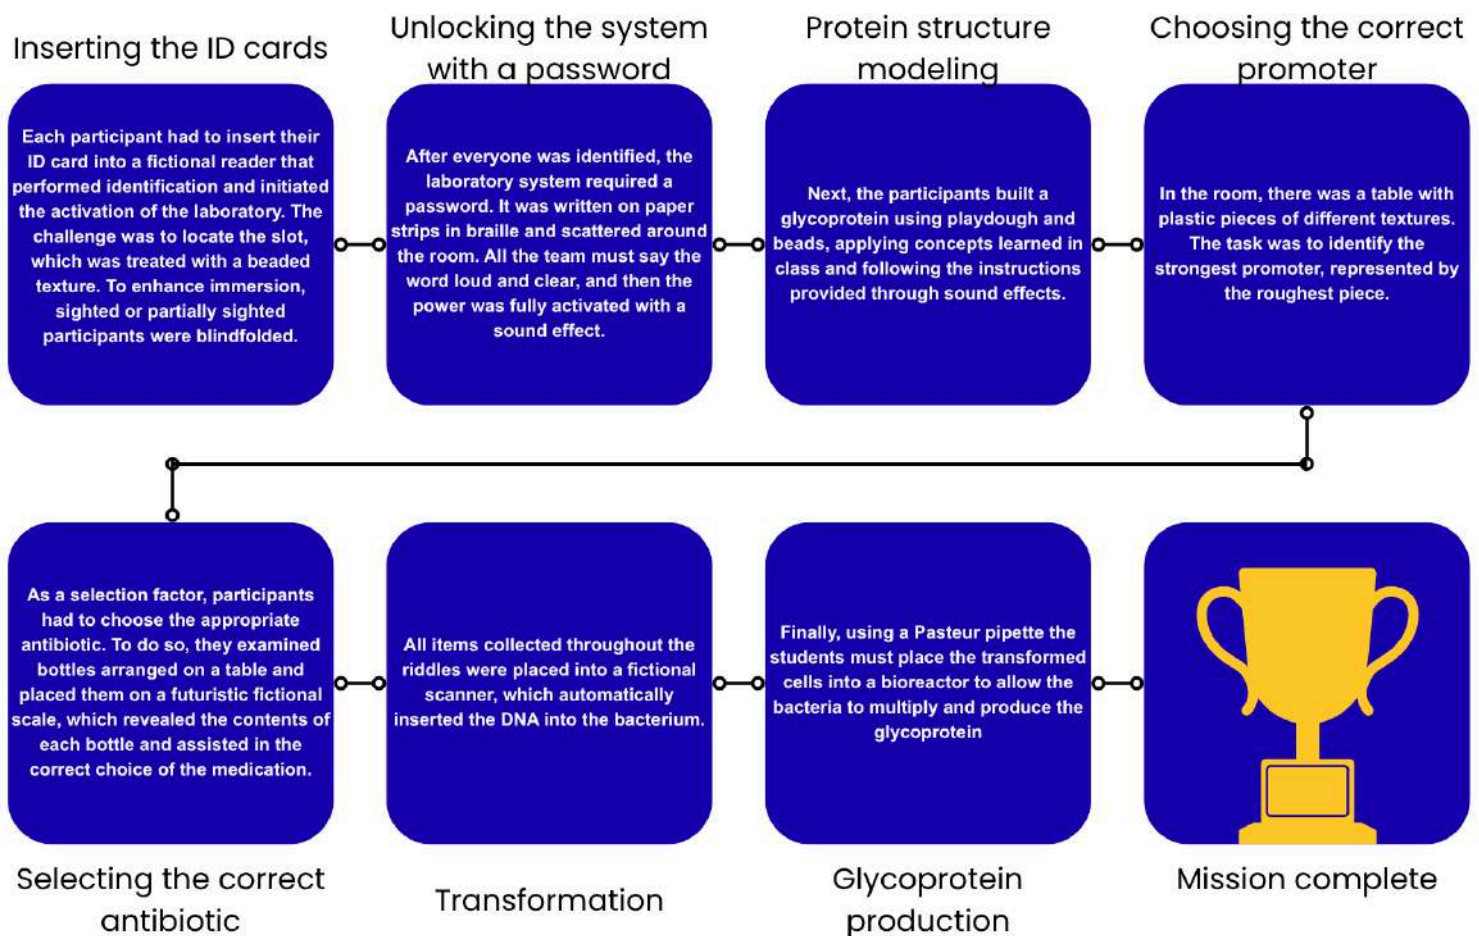 Inserting the ID cards
Each participant had to insert their
ID card into a fictional reader that
performed identification and initiated
the activation of the laboratory. The
challenge was to locate the slot,
which was treated with a beaded
texture. To enhance immersion,
sighted or partially sighted
participants were blindfolded.
Unlocking the system
with a password
After everyone was identified, the
laboratory system required a
password. It was written on paper
strips in braille and scattered around
the room. All the team must say the
word loud and clear, and then the
power was fully activated with a
sound effect.
Protein structure
modeling
Next, the participants built a
glycoprotein using playdough and
beads, applying concepts learned in
class and following the instructions
provided through sound effects.
Choosing the correct
promoter
In the room, there was a table with
plastic pieces of different textures.
The task was to identify the
strongest promoter, represented by
the roughest piece.
As a selection factor, participants
had to choose the appropriate
antibiotic. To do so, they examined
bottles arranged on a table and
placed them on a futuristic fictional
scale, which revealed the contents of
each bottle and assisted in the
correct choice of the medication.
Selecting the correct
antibiotic
All items collected throughout the
riddles were placed into a fictional
scanner, which automatically
inserted the DNA into the bacterium.
Transformation
Finally, using a Pasteur pipette the
students must place the transformed
cells into a bioreactor to allow the
bacteria to multiply and produce the
glycoprotein
Glycoprotein
production
Mission complete